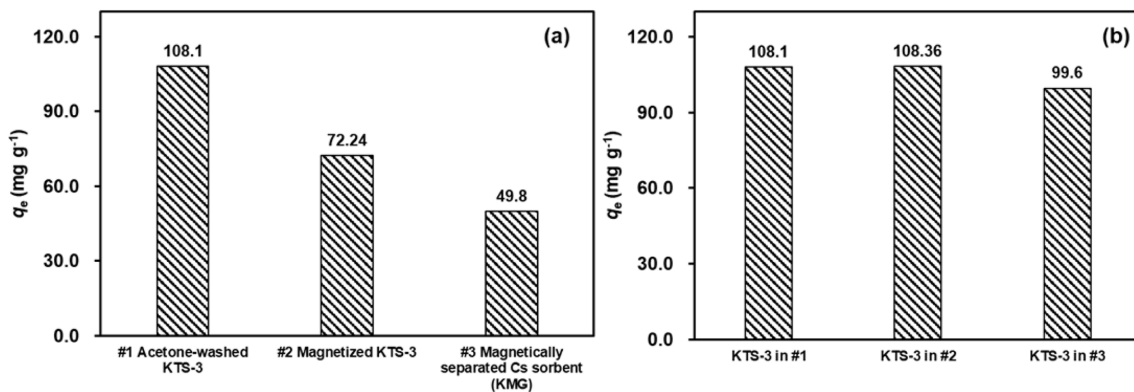 (a)
qe (mg g-1)
120.0
90.0
60.0
30.0
0.0
108.1
72.24
49.8
#1 Acetone-washed
KTS-3
#2 Magnetized KTS-3
#3 Magnetically
separated Cs sorbent
(KMG)
(b)
qe (mg g-1)
120.0
90.0
60.0
30.0
0.0
108.1
108.36
99.6
KTS-3 in #1
KTS-3 in #2
KTS-3 in #3